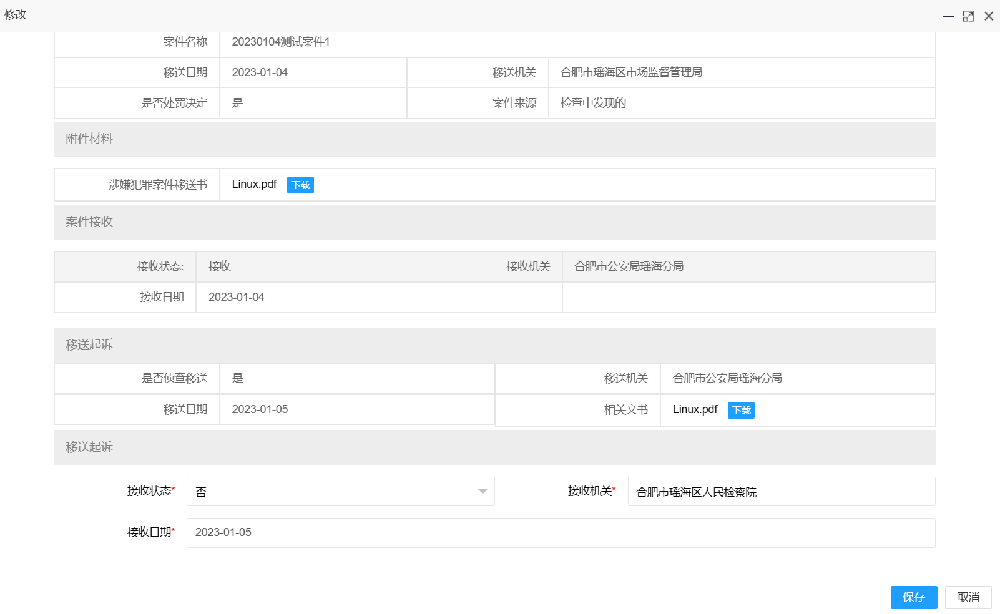 修改
案件名称 20230104测试案件1
移送日期 2023-01-04 移送机关 合肥市瑶海区市场监督管理局
是否处罚决定 是 案件来源 检查中发现的
附件材料
涉嫌犯罪案件移送书 Linux.pdf 下载
案件接收
接收状态: 接收 接收机关 合肥市公安局瑶海分局
接收日期 2023-01-04
移送起诉
是否侦查移送 是 移送机关 合肥市公安局瑶海分局
移送日期 2023-01-05 相关文书 Linux.pdf 下载
移送起诉
接收状态* 否 接收机关* 合肥市瑶海区人民检察院
接收日期* 2023-01-05
保存 取消